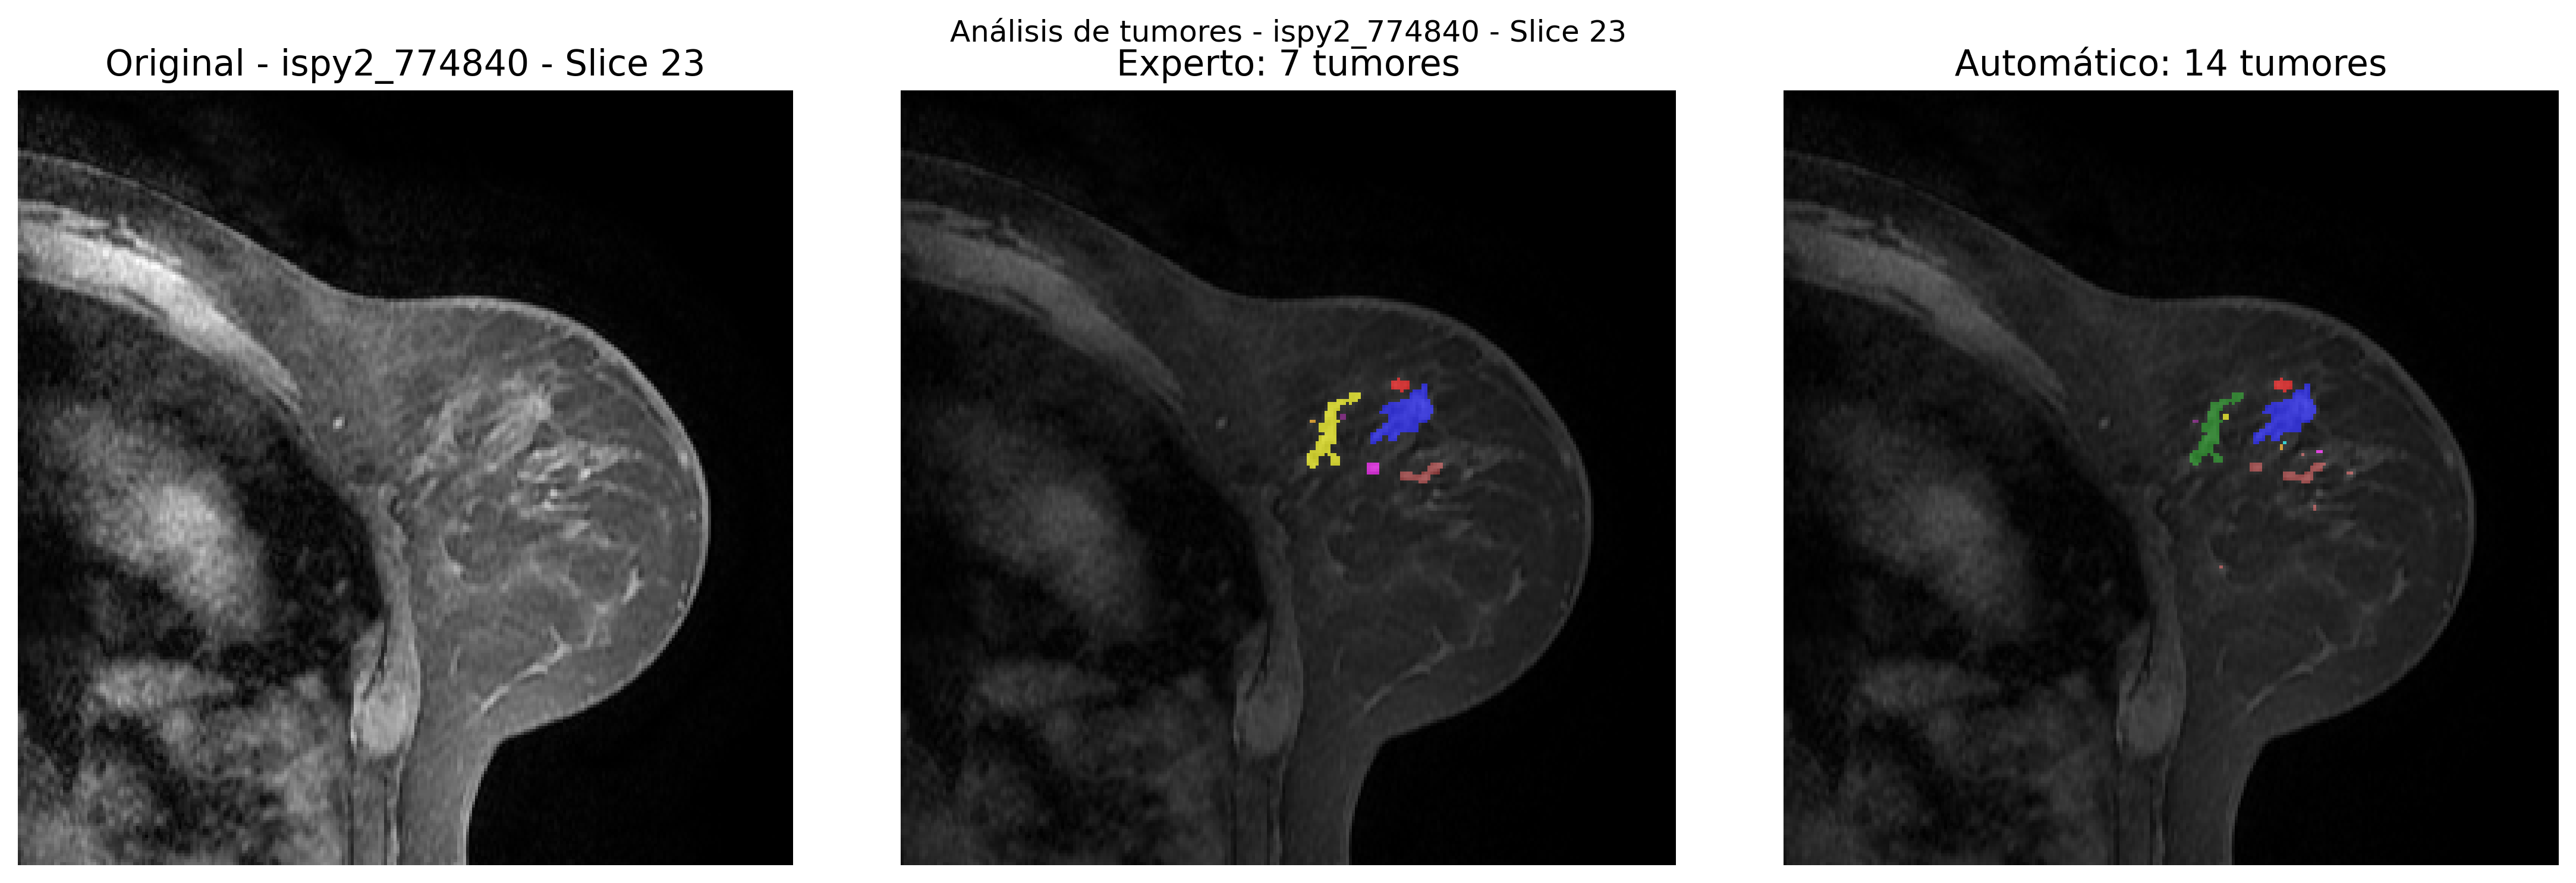 Análisis de tumores - ispy2_774840 - Slice 23
Original - ispy2_774840 - Slice 23
Experto: 7 tumores
Automático: 14 tumores